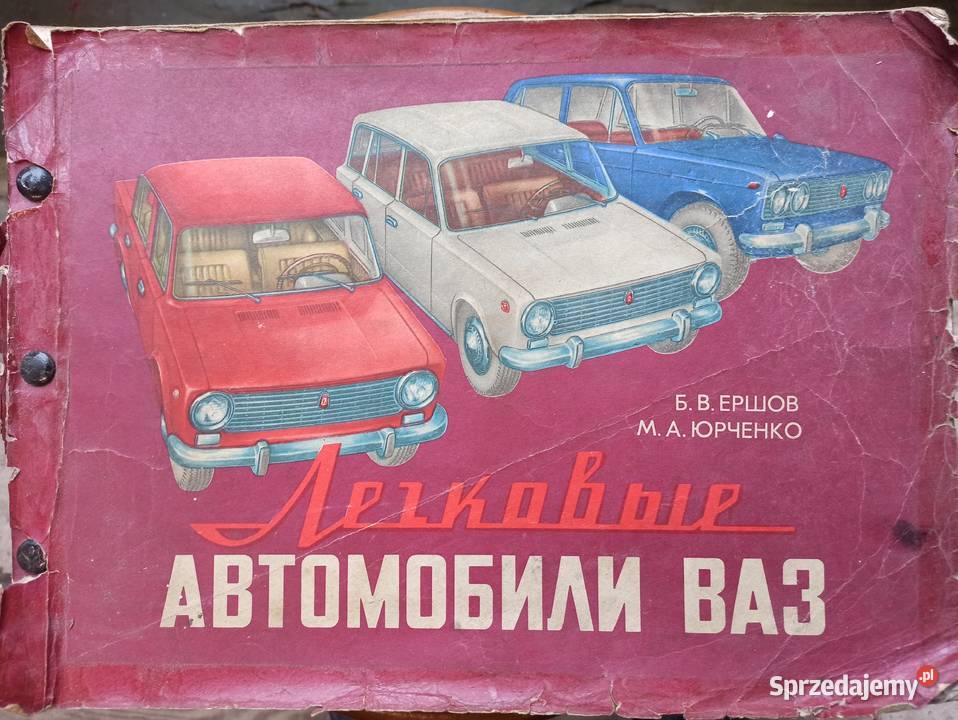 Б. В. ЕРШОВ
М. А. ЮРЧЕНКО
Легковые
АВТОМОБИЛИ ВАЗ
Sprzedajemy.pl